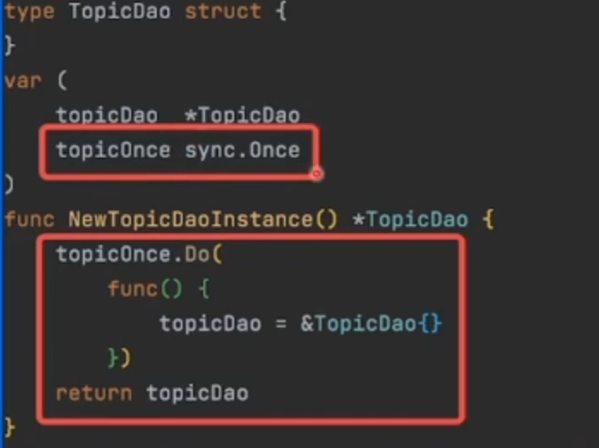 type TopicDao struct {
}
var (
    topicDao  *TopicDao
    topicOnce sync.Once
)
func NewTopicDaoInstance() *TopicDao {
    topicOnce.Do(
        func() {
            topicDao = &TopicDao{}
        })
    return topicDao
}